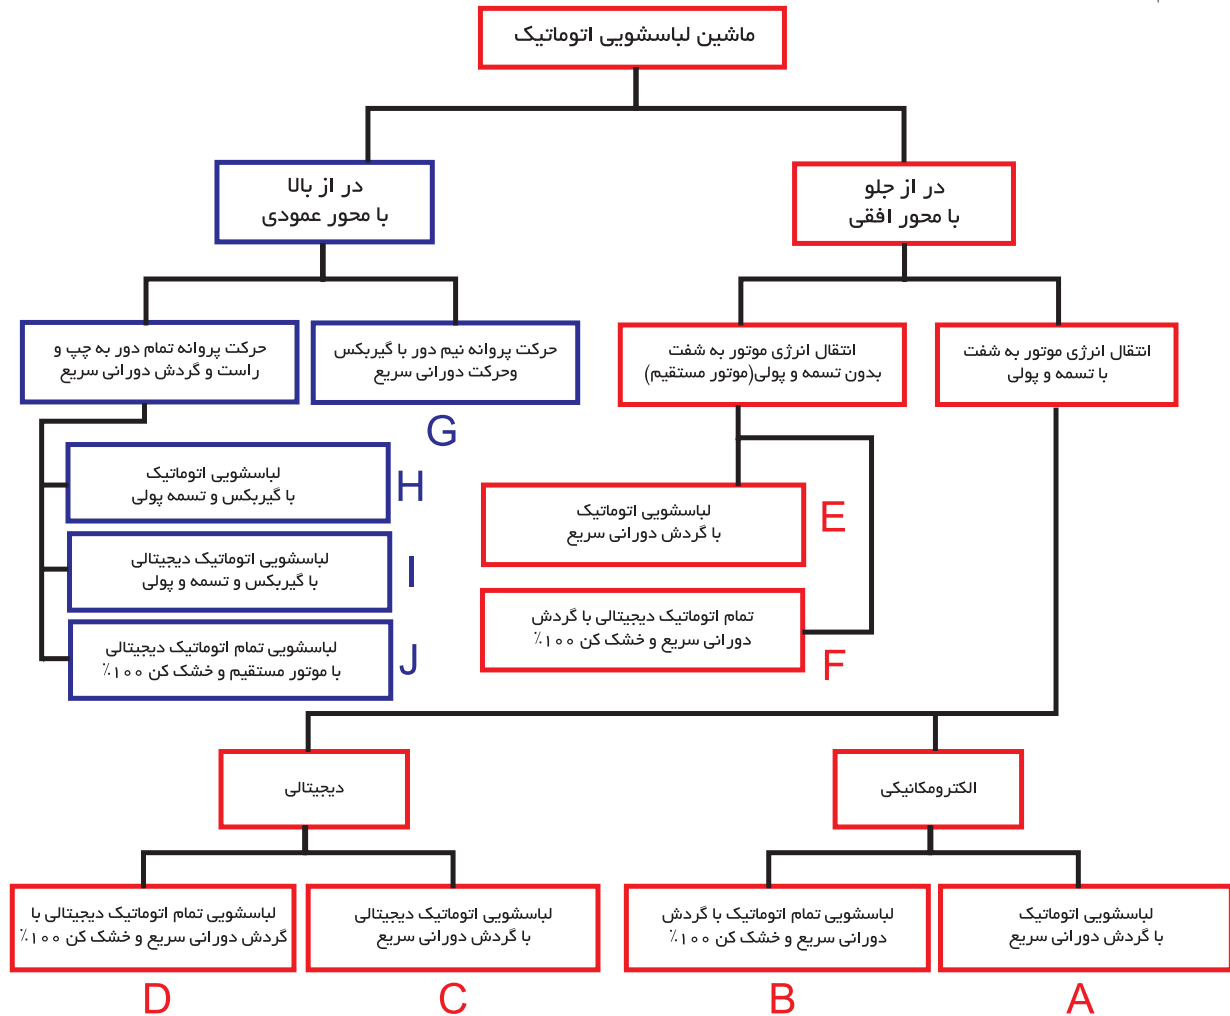 ماشین لباسشویی اتوماتیک
در از جلو
با محور افقی
در از بالا
با محور عمودی
انتقال انرژی موتور به شفت
با تسمه و پولی
انتقال انرژی موتور به شفت
بدون تسمه و پولی(موتور مستقیم)
حرکت پروانه نیم دور با گیربکس
وحرکت دورانی سریع
G
حرکت پروانه تمام دور به چپ و
راست و گردش دورانی سریع
لباسشویی اتوماتیک
با گیربکس و تسمه پولی
H
لباسشویی اتوماتیک دیجیتالی
با گیربکس و تسمه و پولی
I
لباسشویی تمام اتوماتیک دیجیتالی
با موتور مستقیم و خشک کن ۱۰۰٪
J
لباسشویی اتوماتیک
با گردش دورانی سریع
E
تمام اتوماتیک دیجیتالی با گردش
دورانی سریع و خشک کن ۱۰۰٪
F
الکترومکانیکی
دیجیتالی
لباسشویی اتوماتیک
با گردش دورانی سریع
A
لباسشویی تمام اتوماتیک با گردش
دورانی سریع و خشک کن ۱۰۰٪
B
لباسشویی اتوماتیک دیجیتالی
با گردش دورانی سریع
C
لباسشویی تمام اتوماتیک دیجیتالی با
گردش دورانی سریع و خشک کن ۱۰۰٪
D